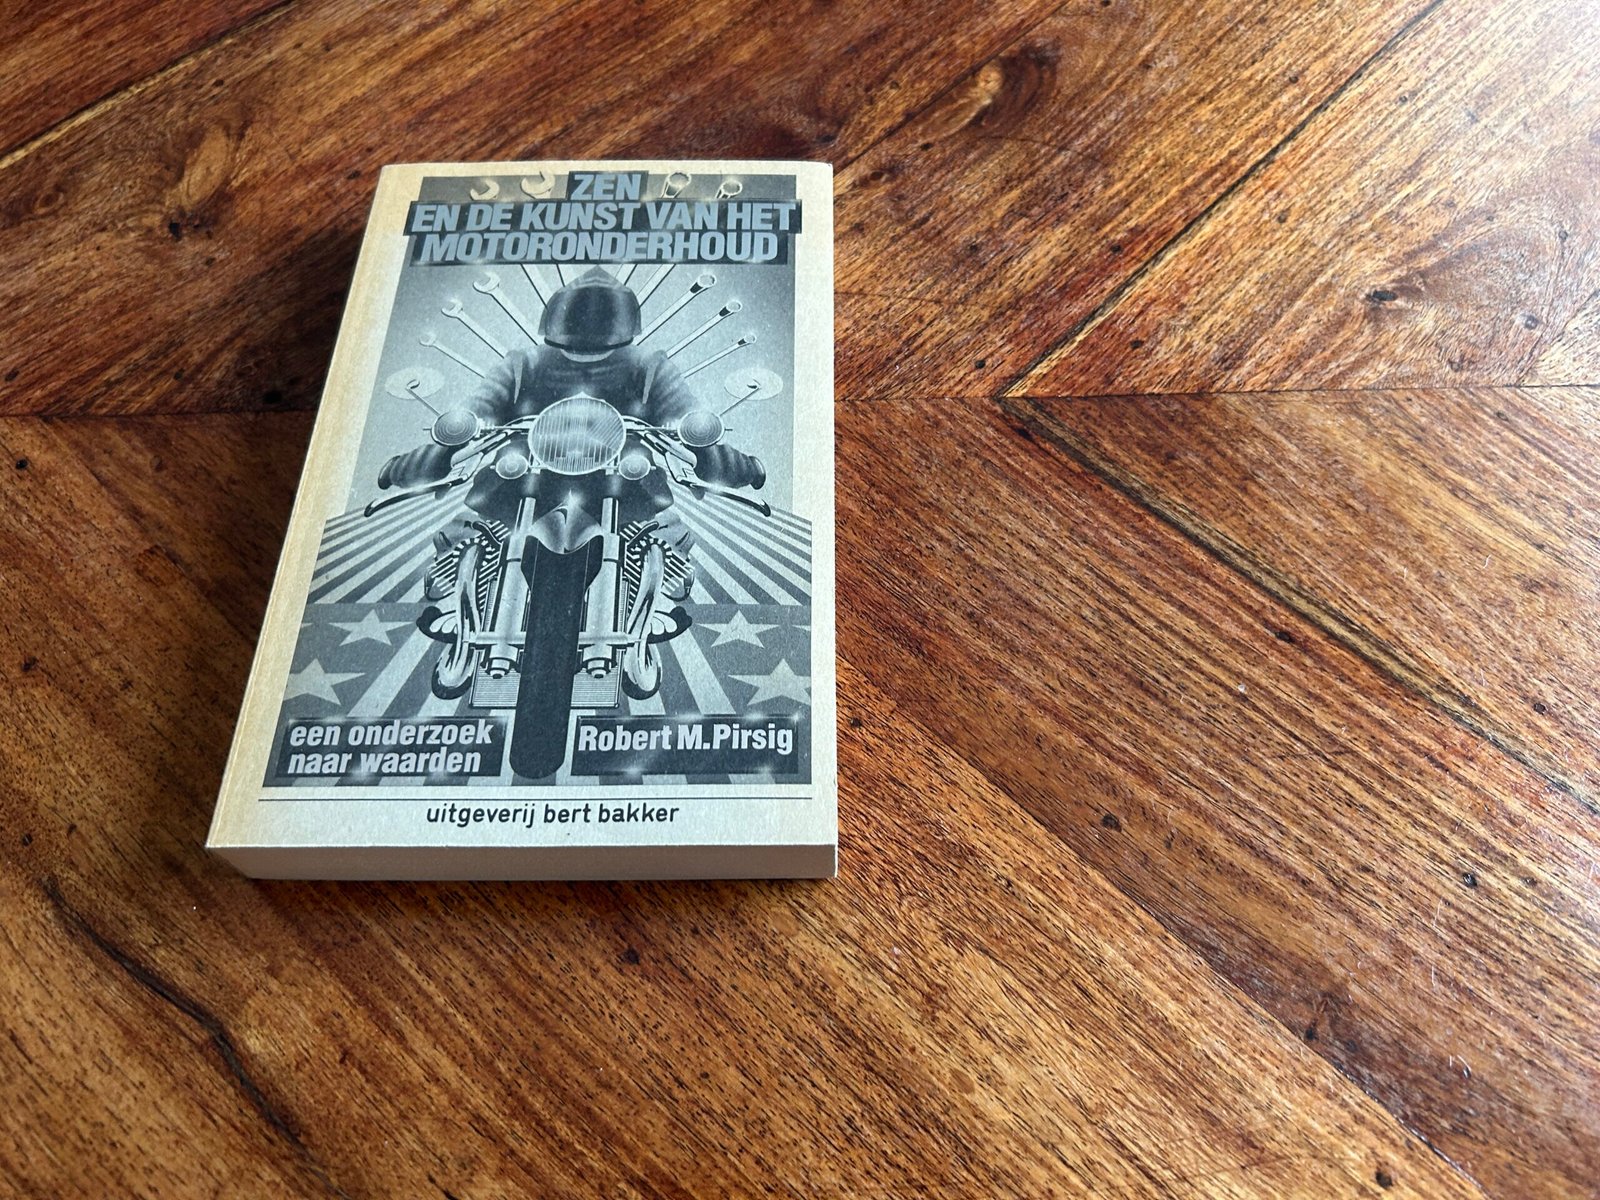 ZEN
EN DE KUNST VAN HET
MOTORONDERHOUD
een onderzoek
naar waarden
Robert M. Pirsig
uitgeverij bert bakker